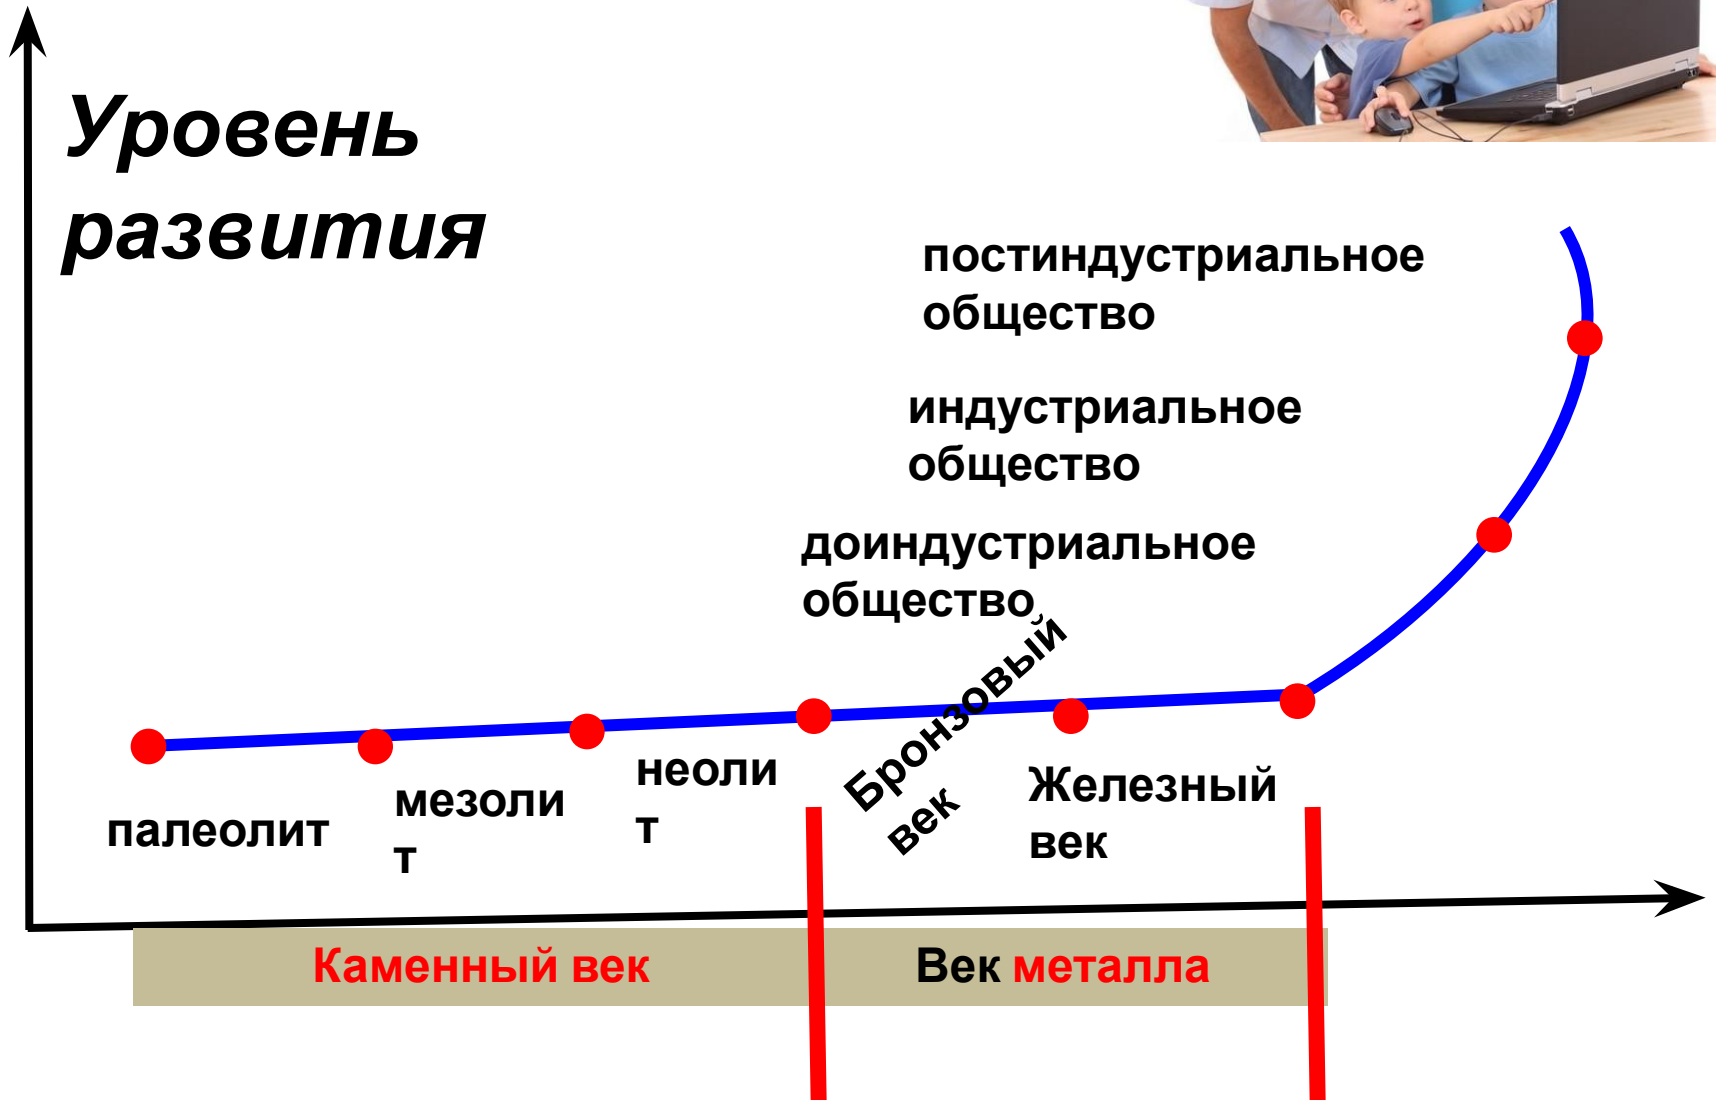 Уровень
развития
постиндустриальное
общество
индустриальное
общество
доиндустриальное
общество
Бронзовый
век
неоли
т
мезоли
т
палеолит
Железный
век
Каменный век
Век металла